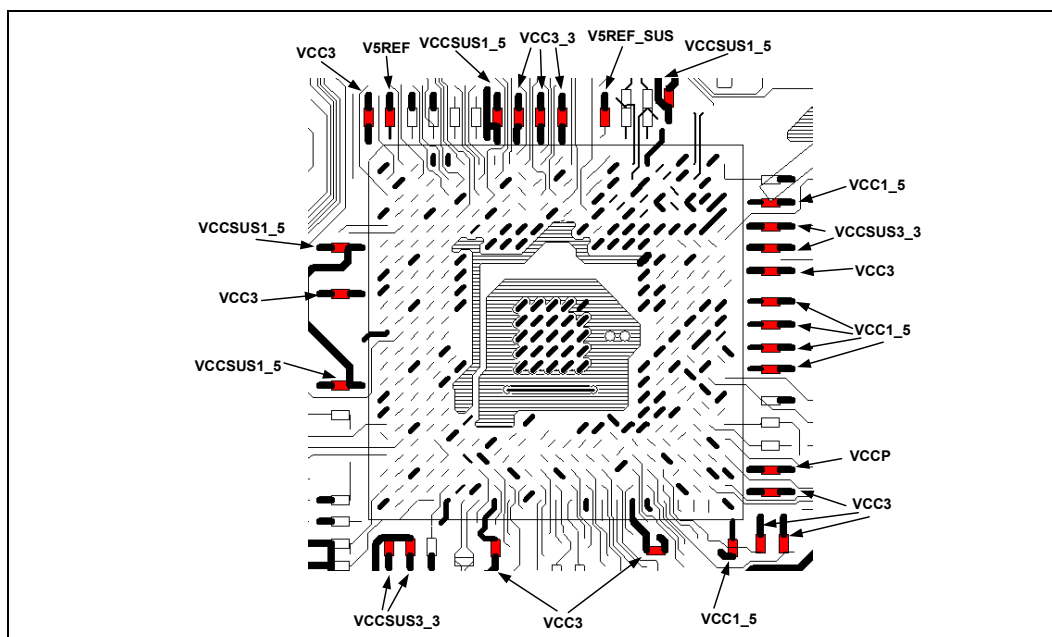 V5REF
VCC3
VCCSUS1_5
VCC3_3
V5REF_SUS
VCCSUS1_5
VCC1_5
VCCSUS1_5
VCCSUS3_3
VCC3
VCC3
VCC1_5
VCCSUS1_5
VCCP
VCC3
VCCSUS3_3
VCC3
VCC1_5